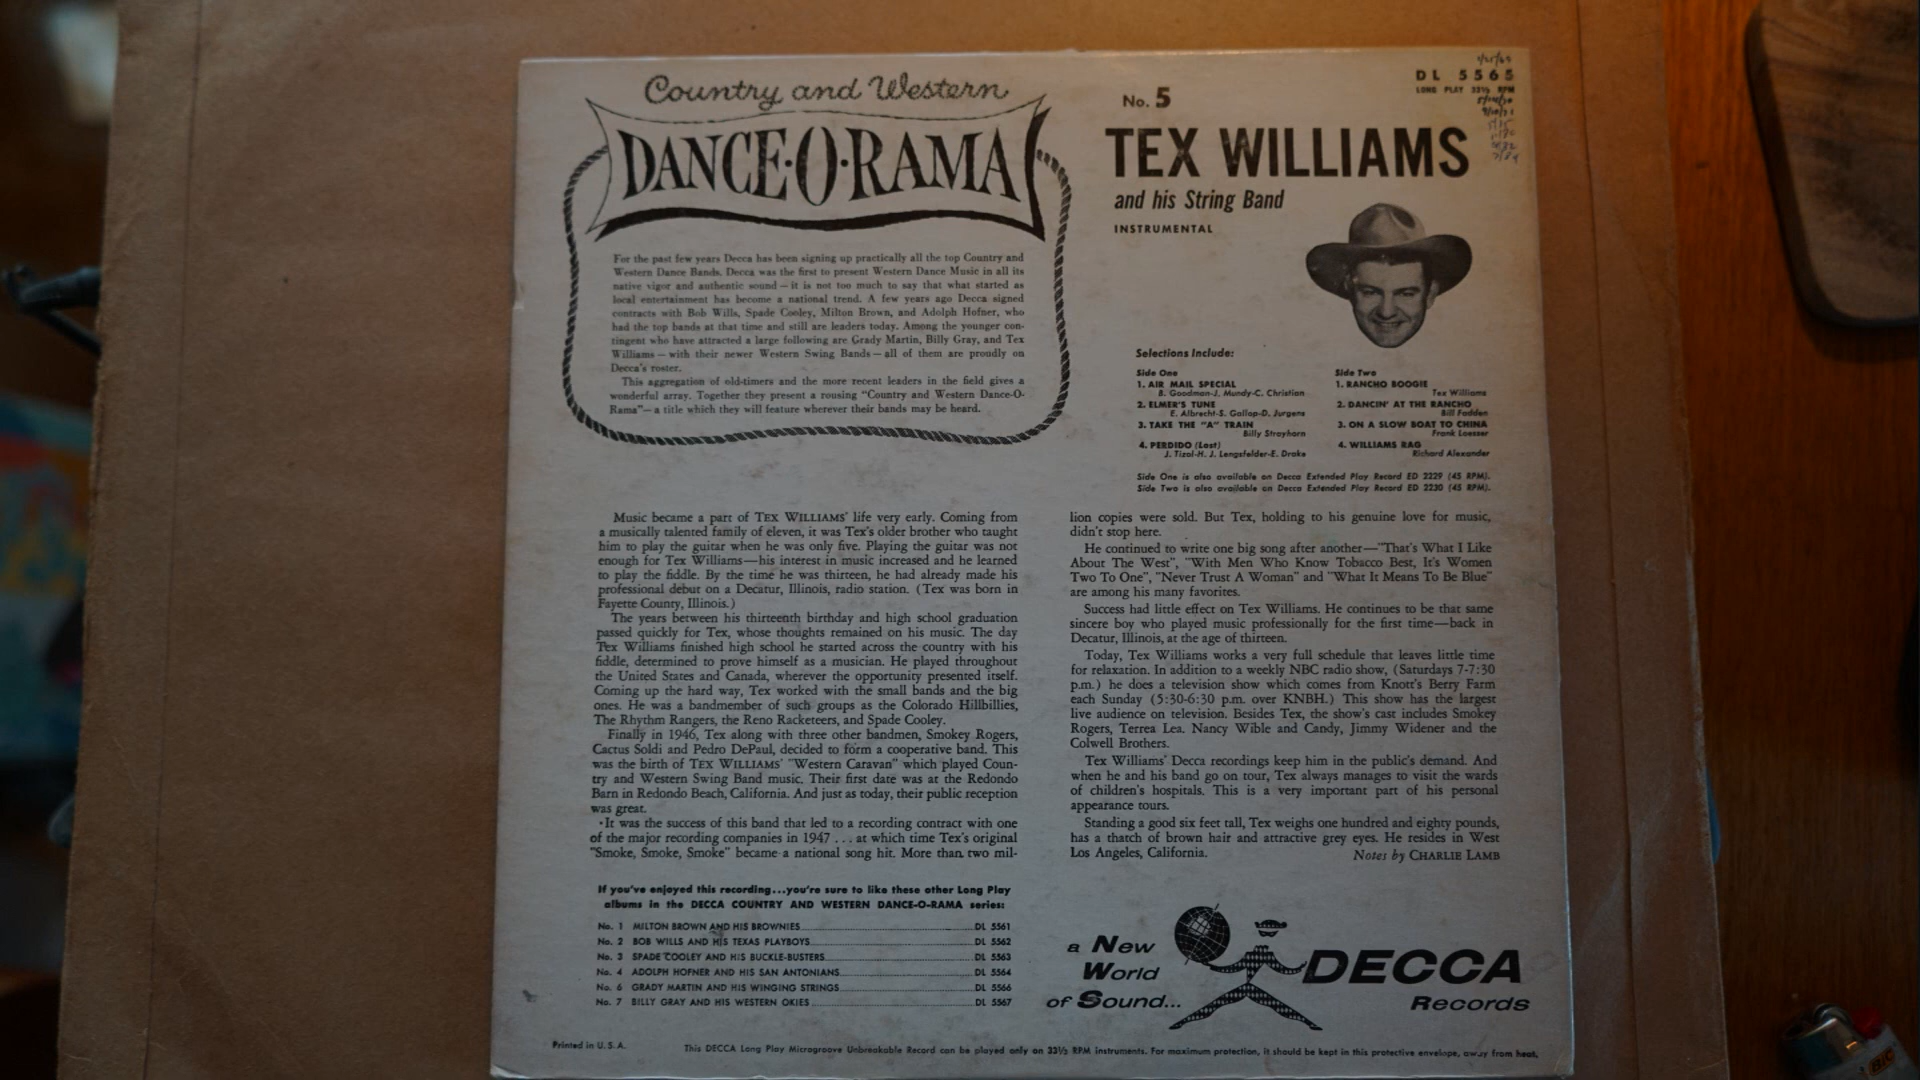 Country and Western
DANCE·O·RAMA
For the past few years Decca has been signing up practically all the top Country and
Western Dance Bands. Decca was the first to present Western Dance Music in all its
native vigor and authentic sound — it is not too much to say that what started as
local entertainment has become a national trend. A few years ago Decca signed
contracts with Bob Wills, Spade Cooley, Milton Brown, and Adolph Hofner, who
had the top bands at that time and still are leaders today. Among the younger con-
tingent who have attracted a large following are Grady Martin, Billy Gray, and Tex
Williams — with their newer Western Swing Bands — all of them are proudly on
Decca's roster.
This aggregation of old-timers and the more recent leaders in the field gives a
wonderful array. Together they present a rousing "Country and Western Dance-O-
Rama"— a title which they will feature wherever their bands may be heard.
DL 5565
LONG PLAY 33⅓ RPM
No. 5
TEX WILLIAMS
and his String Band
INSTRUMENTAL
Selections Include:
Side One
1. AIR MAIL SPECIAL
B. Goodman-J. Mundy-C. Christian
2. ELMER'S TUNE
E. Albrecht-S. Gallop-D. Jurgens
3. TAKE THE "A" TRAIN
Billy Strayhorn
4. PERDIDO (Lost)
J. Tizol-H. J. Lengsfelder-E. Drake
Side Two
1. RANCHO BOOGIE
Tex Williams
2. DANCIN' AT THE RANCHO
Bill Fadden
3. ON A SLOW BOAT TO CHINA
Frank Loesser
4. WILLIAMS RAG
Richard Alexander
Side One is also available on Decca Extended Play Record ED 2229 (45 RPM).
Side Two is also available on Decca Extended Play Record ED 2230 (45 RPM).
Music became a part of TEX WILLIAMS' life very early. Coming from
a musically talented family of eleven, it was Tex's older brother who taught
him to play the guitar when he was only five. Playing the guitar was not
enough for Tex Williams—his interest in music increased and he learned
to play the fiddle. By the time he was thirteen, he had already made his
professional debut on a Decatur, Illinois, radio station. (Tex was born in
Fayette County, Illinois.)
The years between his thirteenth birthday and high school graduation
passed quickly for Tex, whose thoughts remained on his music. The day
Tex Williams finished high school he started across the country with his
fiddle, determined to prove himself as a musician. He played throughout
the United States and Canada, wherever the opportunity presented itself.
Coming up the hard way, Tex worked with the small bands and the big
ones. He was a bandmember of such groups as the Colorado Hillbillies,
The Rhythm Rangers, the Reno Racketeers, and Spade Cooley.
Finally in 1946, Tex along with three other bandmen, Smokey Rogers,
Cactus Soldi and Pedro DePaul, decided to form a cooperative band. This
was the birth of TEX WILLIAMS' "Western Caravan" which played Coun-
try and Western Swing Band music. Their first date was at the Redondo
Barn in Redondo Beach, California. And just as today, their public reception
was great.
It was the success of this band that led to a recording contract with one
of the major recording companies in 1947 . . . at which time Tex's original
"Smoke, Smoke, Smoke" became a national song hit. More than two mil-
lion copies were sold. But Tex, holding to his genuine love for music,
didn't stop here.
He continued to write one big song after another—"That's What I Like
About The West", "With Men Who Know Tobacco Best, It's Women
Two To One", "Never Trust A Woman" and "What It Means To Be Blue"
are among his many favorites.
Success had little effect on Tex Williams. He continues to be that same
sincere boy who played music professionally for the first time—back in
Decatur, Illinois, at the age of thirteen.
Today, Tex Williams works a very full schedule that leaves little time
for relaxation. In addition to a weekly NBC radio show, (Saturdays 7-7:30
p.m.) he does a television show which comes from Knott's Berry Farm
each Sunday (5:30-6:30 p.m. over KNBH.) This show has the largest
live audience on television. Besides Tex, the show's cast includes Smokey
Rogers, Terrea Lea. Nancy Wible and Candy, Jimmy Widener and the
Colwell Brothers.
Tex Williams' Decca recordings keep him in the public's demand. And
when he and his band go on tour, Tex always manages to visit the wards
of children's hospitals. This is a very important part of his personal
appearance tours.
Standing a good six feet tall, Tex weighs one hundred and eighty pounds,
has a thatch of brown hair and attractive grey eyes. He resides in West
Los Angeles, California.
Notes by CHARLIE LAMB
If you've enjoyed this recording...you're sure to like these other Long Play
albums in the DECCA COUNTRY AND WESTERN DANCE-O-RAMA series:
No. 1 MILTON BROWN AND HIS BROWNIES DL 5561
No. 2 BOB WILLS AND HIS TEXAS PLAYBOYS DL 5562
No. 3 SPADE COOLEY AND HIS BUCKLE-BUSTERS DL 5563
No. 4 ADOLPH HOFNER AND HIS SAN ANTONIANS DL 5564
No. 6 GRADY MARTIN AND HIS WINGING STRINGS DL 5566
No. 7 BILLY GRAY AND HIS WESTERN OKIES DL 5567
a New
World
of Sound...
DECCA
Records
Printed in U. S. A.
This DECCA Long Play Microgroove Unbreakable Record can be played only on 33⅓ RPM instruments. For maximum protection, it should be kept in this protective envelope, away from heat.
BIC